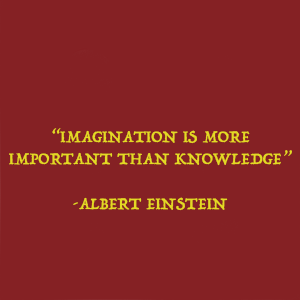 “IMAGINATION IS MORE
IMPORTANT THAN KNOWLEDGE”
-ALBERT EINSTEIN